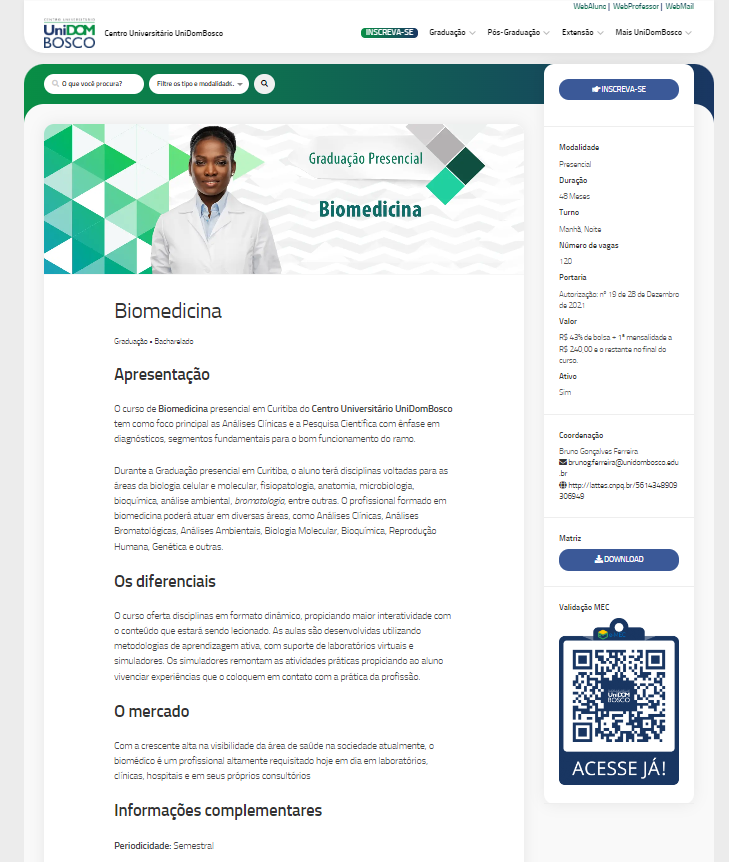 WebAluno | WebProfessor | WebMail
CENTRO UNIVERSITÁRIO
UniDOM
BOSCO
Centro Universitário UniDomBosco
INSCREVA-SE
Graduação
Pós-Graduação
Extensão
Mais UniDomBosco
O que você procura?
Filtre os tipo e modalidade..
Graduação Presencial
Biomedicina
Biomedicina
Graduação • Bacharelado
Apresentação
O curso de Biomedicina presencial em Curitiba do Centro Universitário UniDomBosco
tem como foco principal as Análises Clínicas e a Pesquisa Científica com ênfase em
diagnósticos, segmentos fundamentais para o bom funcionamento do ramo.
Durante a Graduação presencial em Curitiba, o aluno terá disciplinas voltadas para as
áreas da biologia celular e molecular, fisiopatologia, anatomia, microbiologia,
bioquímica, análise ambiental, bromatologia, entre outras. O profissional formado em
biomedicina poderá atuar em diversas áreas, como Análises Clínicas, Análises
Bromatológicas, Análises Ambientais, Biologia Molecular, Bioquímica, Reprodução
Humana, Genética e outras.
Os diferenciais
O curso oferta disciplinas em formato dinâmico, propiciando maior interatividade com
o conteúdo que estará sendo lecionado. As aulas são desenvolvidas utilizando
metodologias de aprendizagem ativa, com suporte de laboratórios virtuais e
simuladores. Os simuladores remontam as atividades práticas propiciando ao aluno
vivenciar experiências que o coloquem em contato com a prática da profissão.
O mercado
Com a crescente alta na visibilidade da área de saúde na sociedade atualmente, o
biomédico é um profissional altamente requisitado hoje em dia em laboratórios,
clínicas, hospitais e em seus próprios consultórios
Informações complementares
Periodicidade: Semestral
INSCREVA-SE
Modalidade
Presencial
Duração
48 Meses
Turno
Manhã, Noite
Número de vagas
120
Portaria
Autorização: nº 19 de 28 de Dezembro
de 2021
Valor
R$ 43% de bolsa + 1ª mensalidade a
R$ 240,00 e o restante no final do
curso.
Ativo
Sim
Coordenação
Bruno Gonçalves Ferreira
brunog.ferreira@unidombosco.edu
.br
http://lattes.cnpq.br/5614348909
306949
Matriz
DOWNLOAD
Validação MEC
UniDOM
BOSCO
ACESSE JÁ!